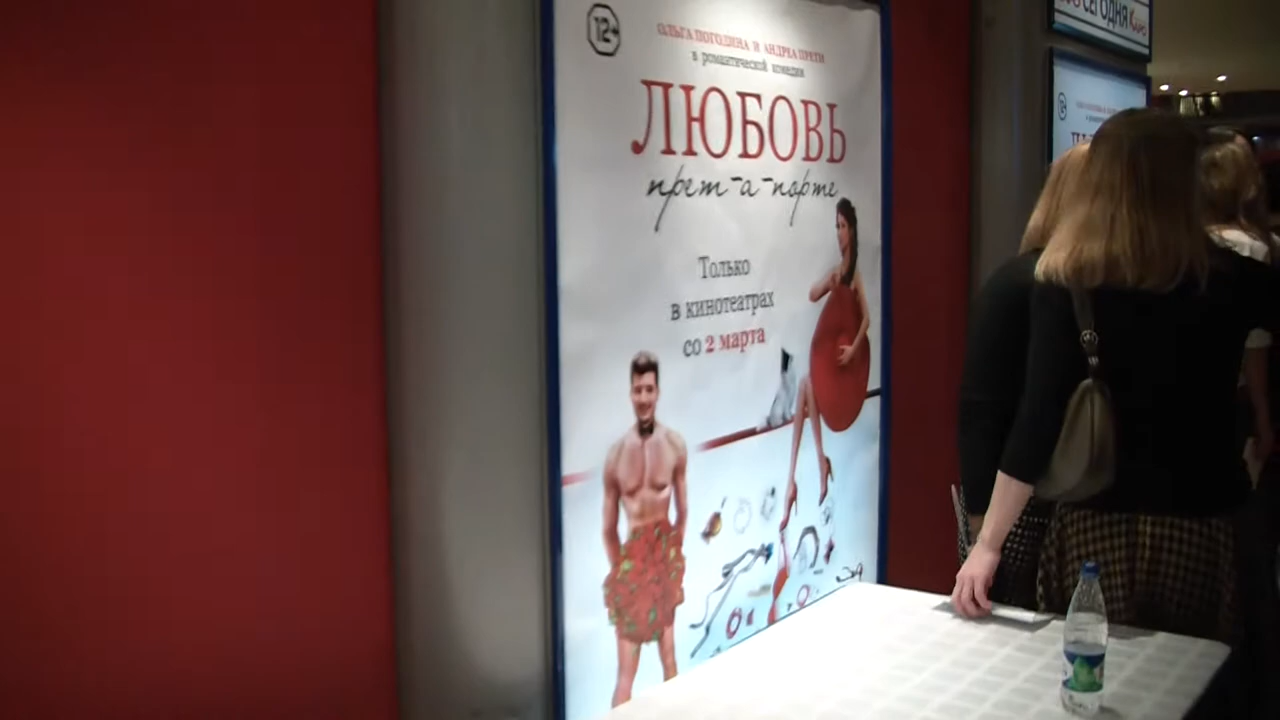 12+
ОЛЬГА ПОГОДИНА И АНДРЕА ПРЕТИ
в романтической комедии
ЛЮБОВЬ
прет-а-порте
Только
в кинотеатрах
со 2 марта
СЕГОДНЯ